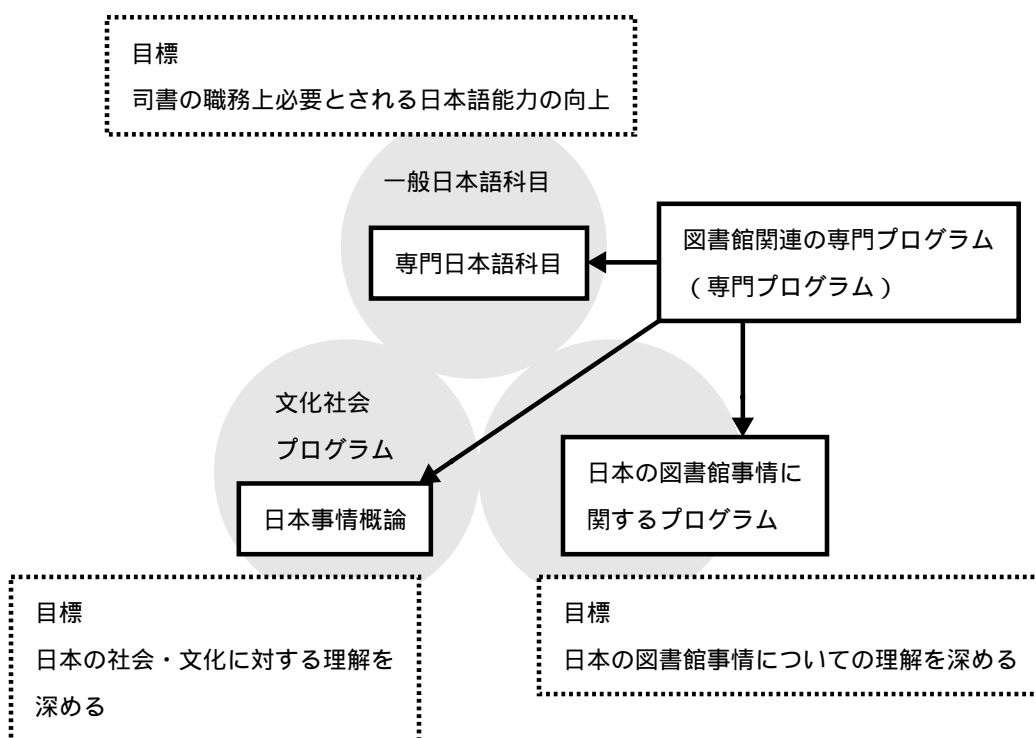 目標
司書の職務上必要とされる日本語能力の向上
一般日本語科目
専門日本語科目
図書館関連の専門プログラム
（専門プログラム）
文化社会
プログラム
日本事情概論
日本の図書館事情に
関するプログラム
目標
日本の社会・文化に対する理解を
深める
目標
日本の図書館事情についての理解を深める